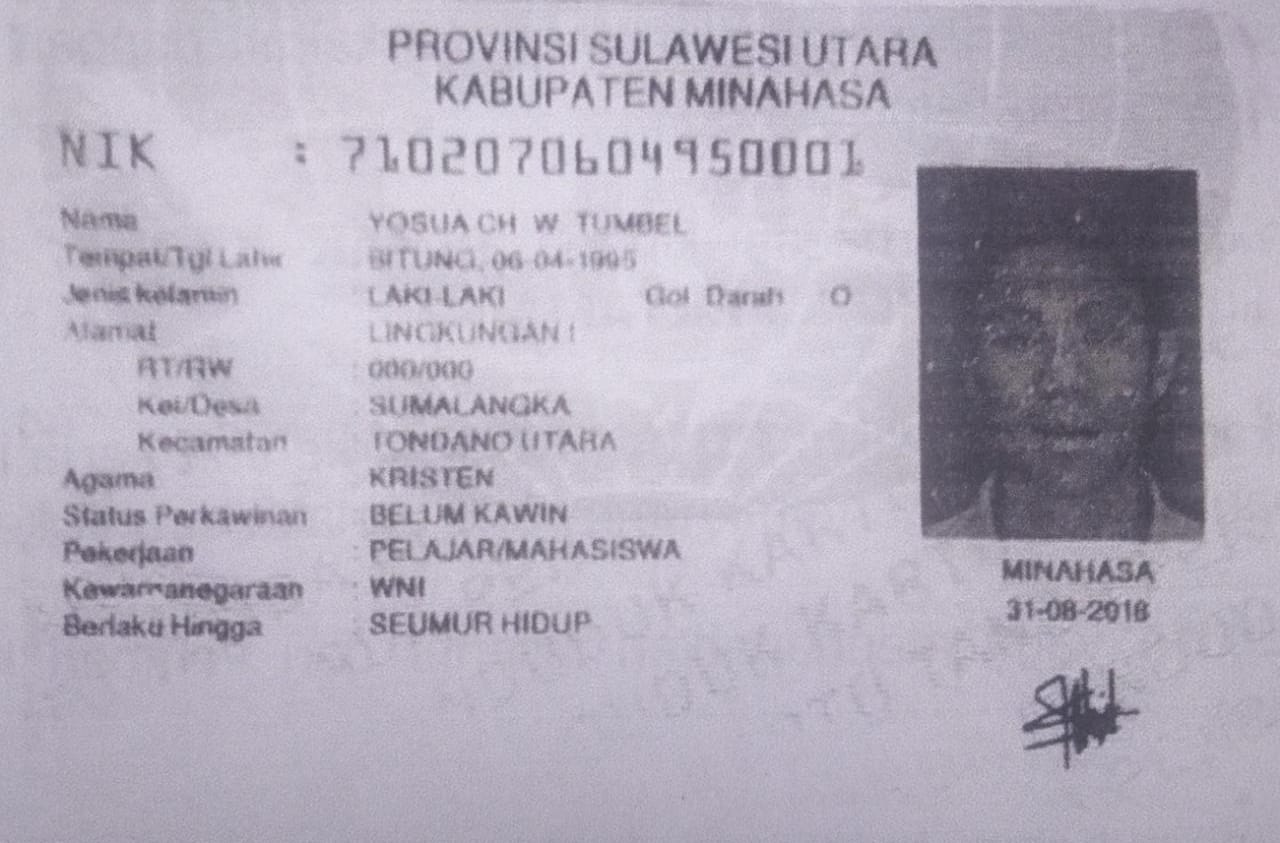 PROVINSI SULAWESI UTARA
KABUPATEN MINAHASA
NIK : 7102070604950001
Nama YOSUA CH W TUMBEL
Tempat/Tgl Lahir BITUNG, 06-04-1995
Jenis kelamin LAKI-LAKI Gol Darah O
Alamat LINGKUNGAN I
RT/RW : 000/000
Kel/Desa : SUMALANGKA
Kecamatan : TONDANO UTARA
Agama : KRISTEN
Status Perkawinan : BELUM KAWIN
Pekerjaan : PELAJAR/MAHASISWA
Kewarnanegaraan : WNI
Berlaku Hingga : SEUMUR HIDUP
MINAHASA
31-08-2016